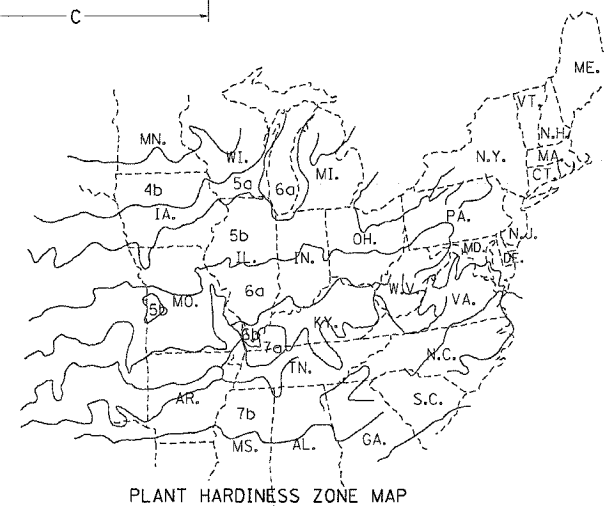 C
ME.
VT.
MN.
N.H.
WI.
N.Y.
MA.
MI.
CT.
4b
5a
6a
IA.
PA.
5b
OH.
N.J.
IL.
IN.
MD.
DE.
6a
W.V.
MO.
VA.
5b
KY.
6b
7a
N.C.
TN.
AR.
S.C.
7b
MS.
AL.
GA.
PLANT HARDINESS ZONE MAP